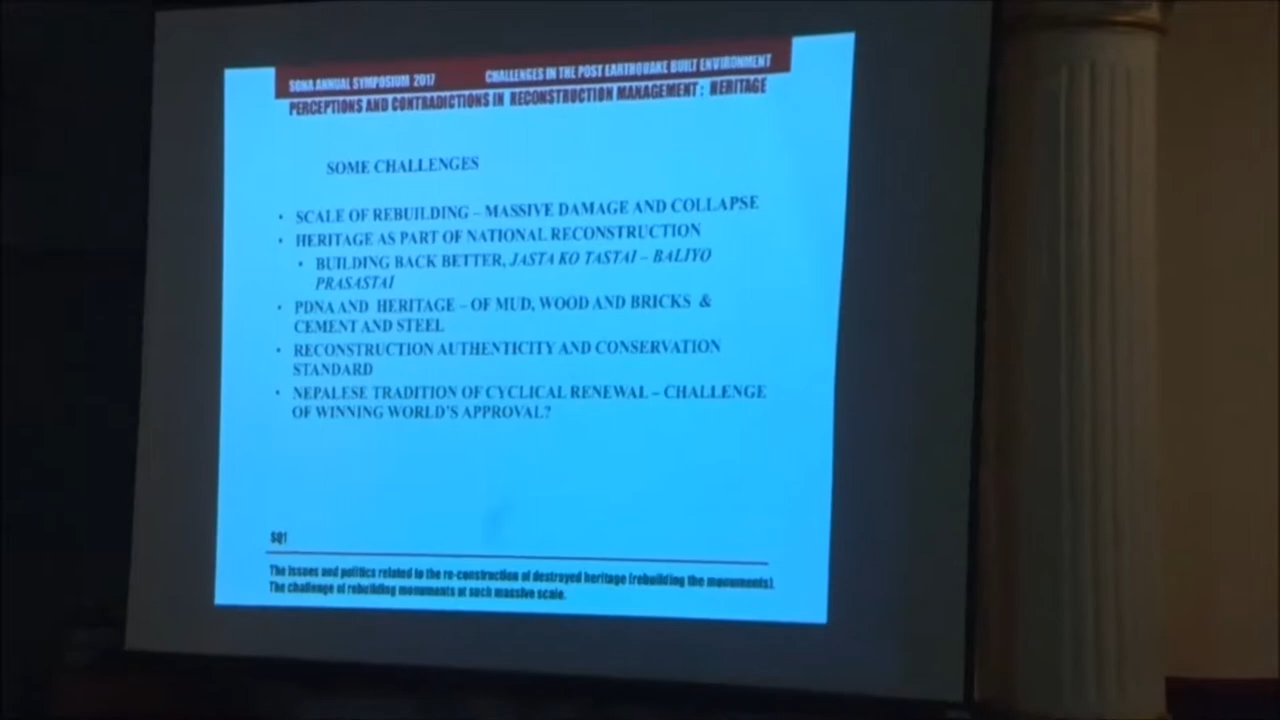 SONA ANNUAL SYMPOSIUM 2017 CHALLENGES IN THE POST EARTHQUAKE BUILT ENVIRONMENT
PERCEPTIONS AND CONTRADICTIONS IN RECONSTRUCTION MANAGEMENT : HERITAGE
SOME CHALLENGES
• SCALE OF REBUILDING – MASSIVE DAMAGE AND COLLAPSE
• HERITAGE AS PART OF NATIONAL RECONSTRUCTION
• BUILDING BACK BETTER, JASTA KO TASTAI – BALIYO
PRASASTAI
• PDNA AND HERITAGE – OF MUD, WOOD AND BRICKS &
CEMENT AND STEEL
• RECONSTRUCTION AUTHENTICITY AND CONSERVATION
STANDARD
• NEPALESE TRADITION OF CYCLICAL RENEWAL – CHALLENGE
OF WINNING WORLD'S APPROVAL?
SQ1
The issues and politics related to the re-construction of destrayed heritage (rebuilding the monuments).
The challenge of rebuilding monuments at such massive scale.